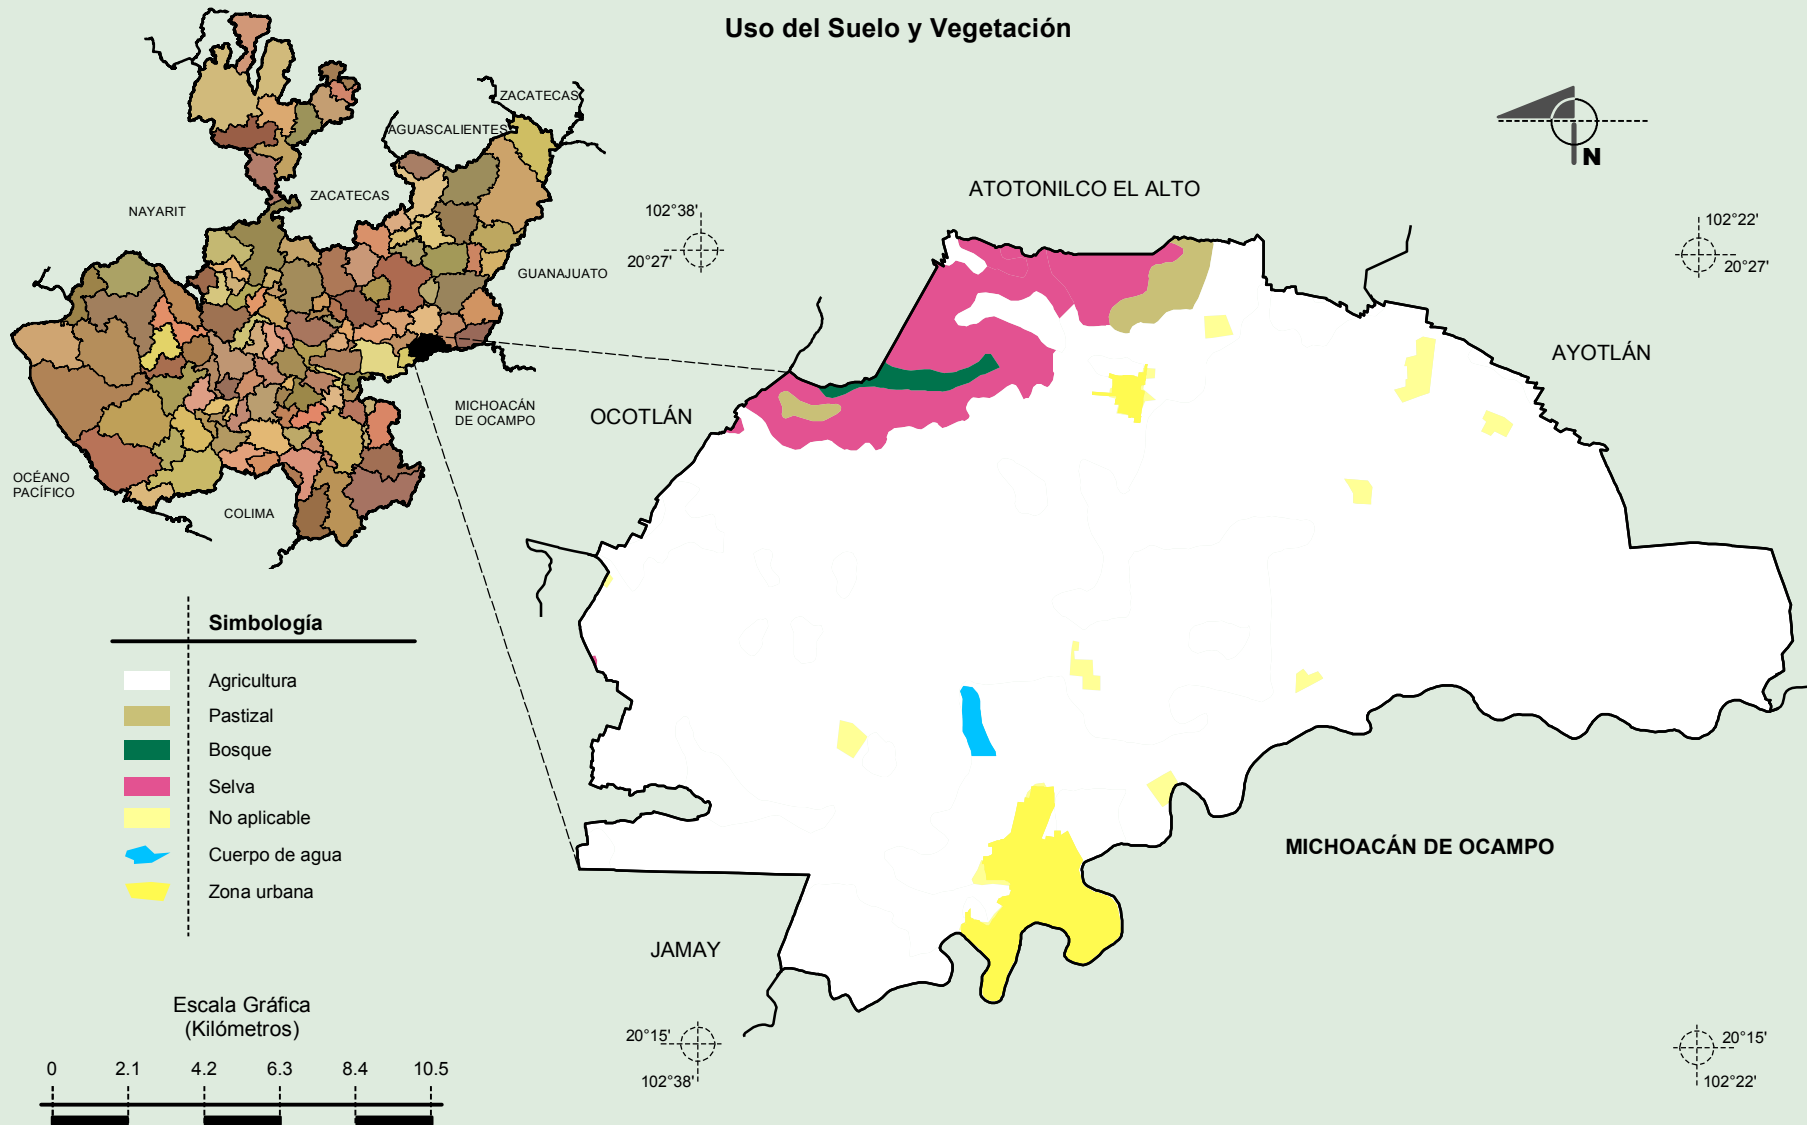 Uso del Suelo y Vegetación
ZACATECAS
AGUASCALIENTES
ZACATECAS
NAYARIT
GUANAJUATO
MICHOACÁN
DE OCAMPO
OCÉANO
PACÍFICO
COLIMA
N
ATOTONILCO EL ALTO
102°38'
20°27'
102°22'
20°27'
AYOTLÁN
OCOTLÁN
MICHOACÁN DE OCAMPO
JAMAY
20°15'
102°38'
20°15'
102°22'
Simbología
Agricultura
Pastizal
Bosque
Selva
No aplicable
Cuerpo de agua
Zona urbana
Escala Gráfica
(Kilómetros)
0 2.1 4.2 6.3 8.4 10.5